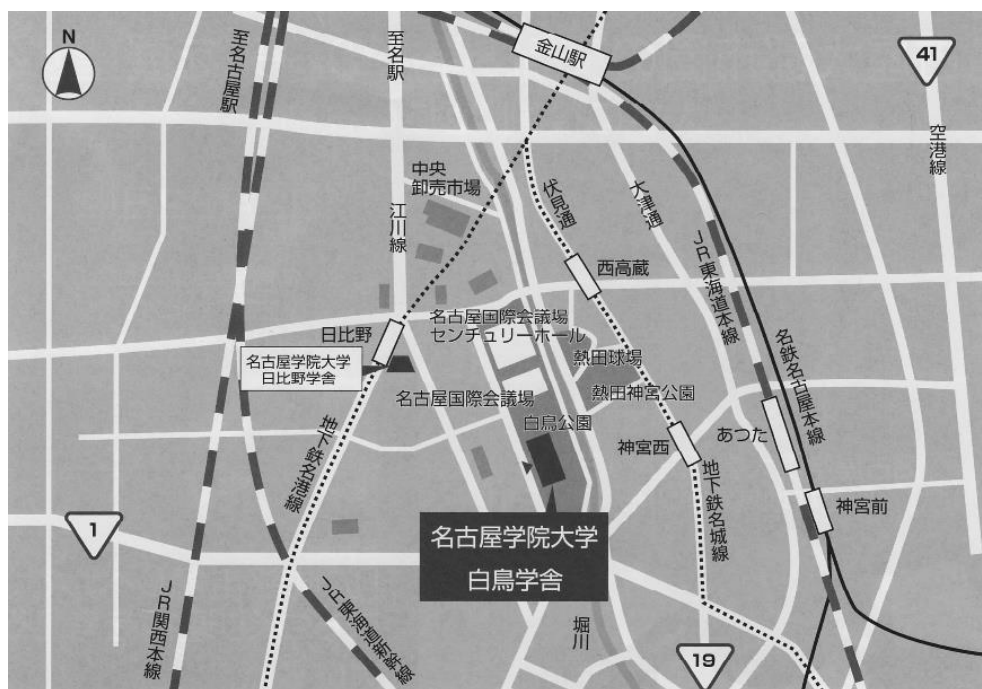 N
至名古屋駅
至名駅
金山駅
41
空港線
中央
卸売市場
江川線
伏見通
大津通
JR東海道本線
西高蔵
名古屋国際会議場
センチュリーホール
日比野
名古屋学院大学
日比野学舎
熱田球場
名鉄名古屋本線
熱田神宮公園
名古屋国際会議場
白鳥公園
神宮西
あつた
地下鉄名港線
地下鉄名城線
神宮前
1
名古屋学院大学
白鳥学舎
JR関西本線
JR東海道新幹線
堀川
19